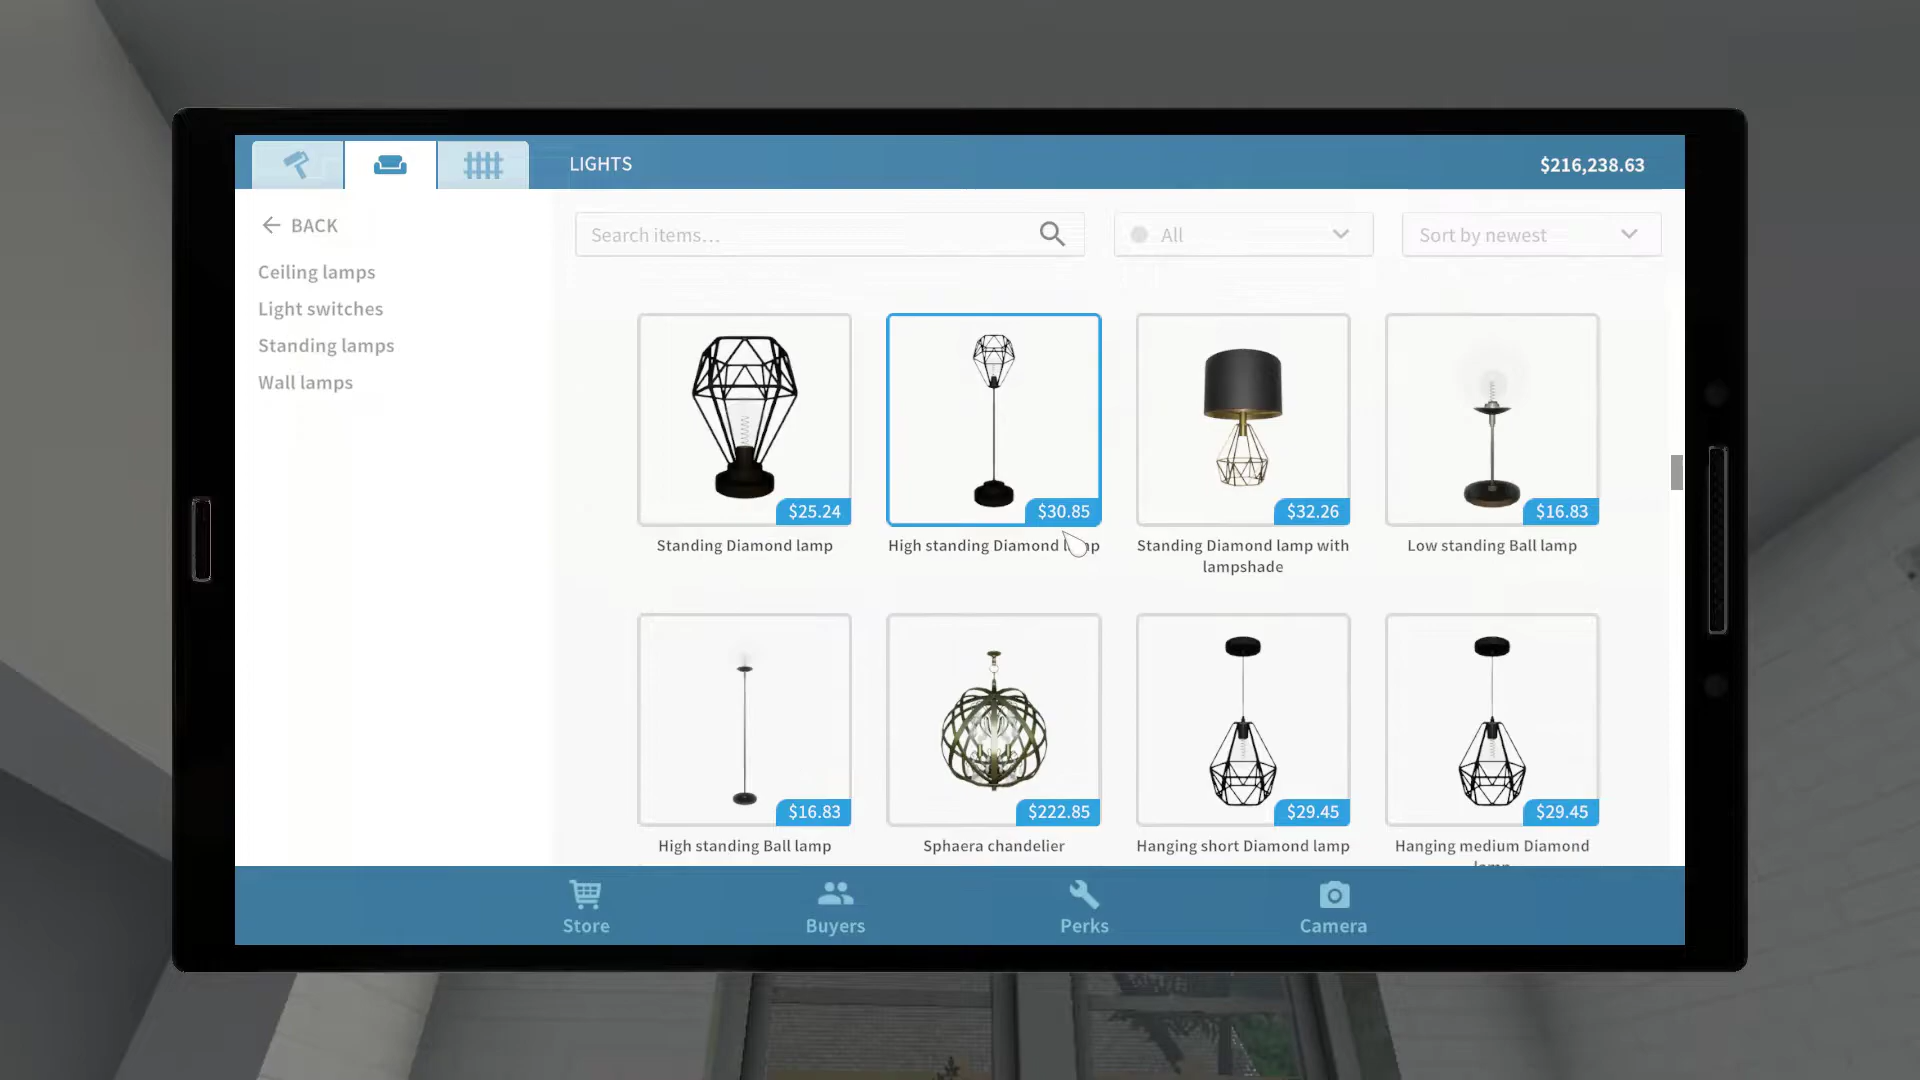 LIGHTS
$216,238.63
BACK
Search items...
All
Sort by newest
Ceiling lamps
Light switches
Standing lamps
Wall lamps
$25.24
$30.85
$32.26
$16.83
Standing Diamond lamp
High standing Diamond
Standing Diamond lamp with
lampshade
Low standing Ball lamp
$16.83
$222.85
$29.45
$29.45
High standing Ball lamp
Sphaera chandelier
Hanging short Diamond lamp
Hanging medium Diamond
Store
Buyers
Perks
Camera